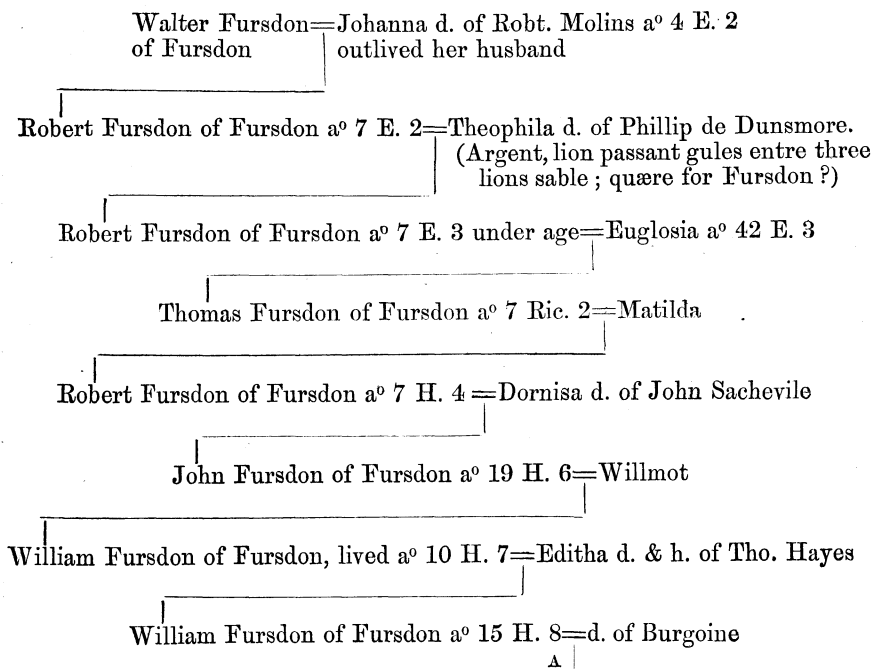 Walter Fursdon=Johanna d. of Robt. Molins aº 4 E. 2
of Fursdon outlived her husband
Robert Fursdon of Fursdon aº 7 E. 2=Theophila d. of Phillip de Dunsmore.
(Argent, lion passant gules entre three
lions sable ; quære for Fursdon ?)
Robert Fursdon of Fursdon aº 7 E. 3 under age=Euglosia aº 42 E. 3
Thomas Fursdon of Fursdon aº 7 Ric. 2=Matilda
Robert Fursdon of Fursdon aº 7 H. 4=Dornisa d. of John Sachevile
John Fursdon of Fursdon aº 19 H. 6=Willmot
William Fursdon of Fursdon, lived aº 10 H. 7=Editha d. & h. of Tho. Hayes
William Fursdon of Fursdon aº 15 H. 8=d. of Burgoine
A